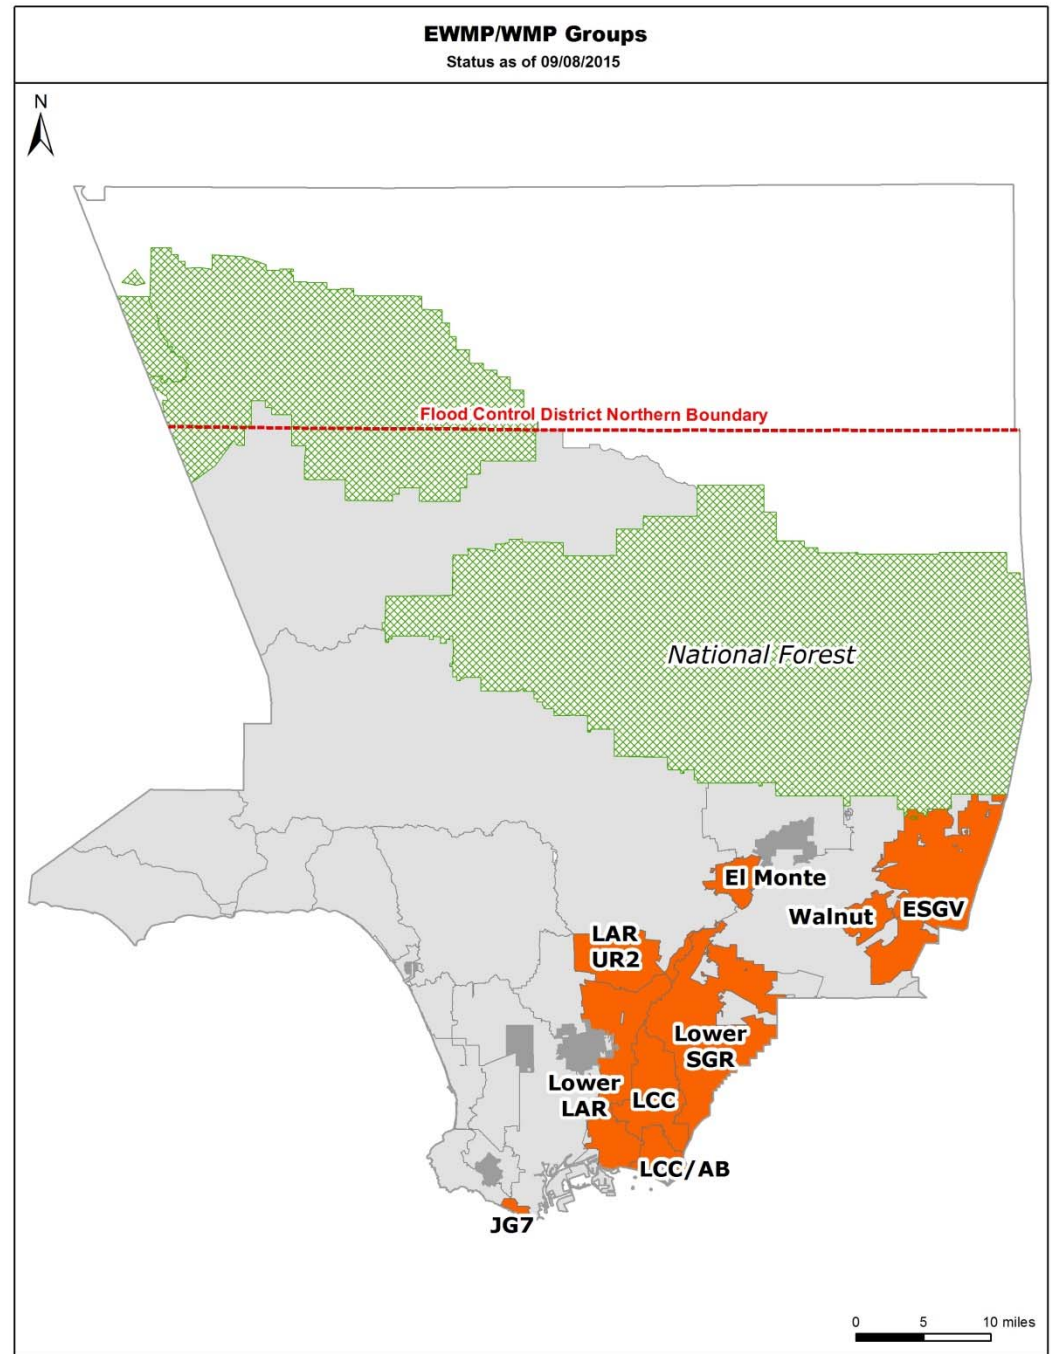 EWMP/WMP Groups
Status as of 09/08/2015
N
Flood Control District Northern Boundary
National Forest
El Monte
Walnut
ESGV
LAR
UR2
Lower
SGR
Lower
LAR
LCC
LCC/AB
JG7
0 5 10 miles